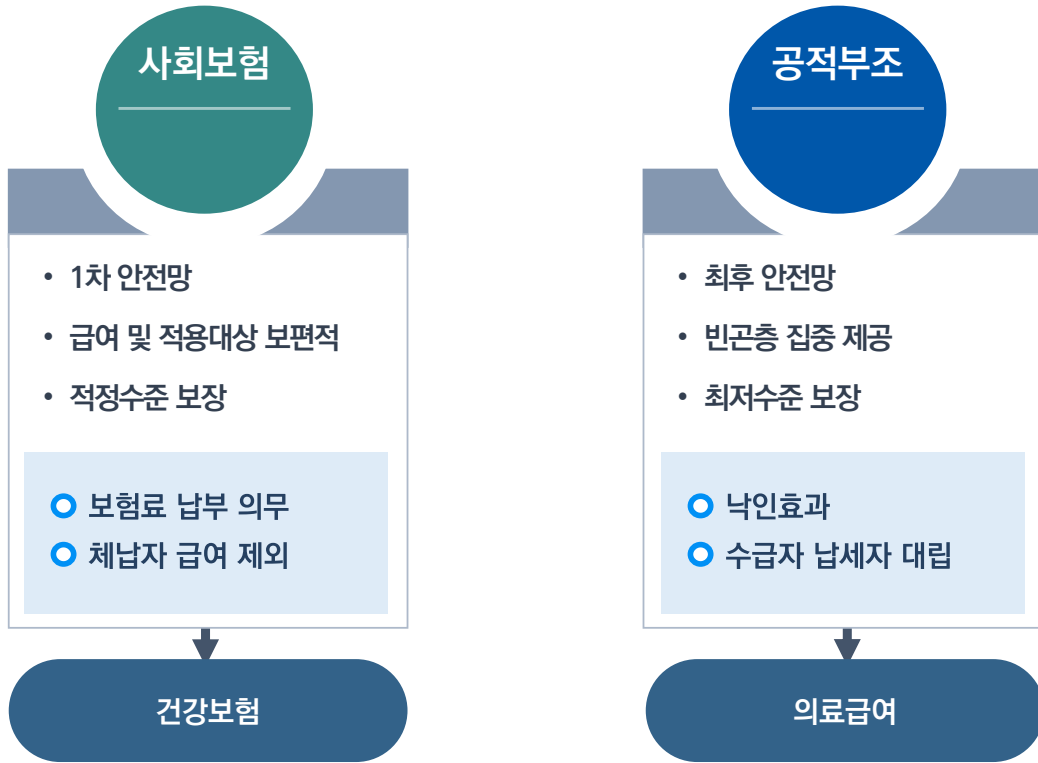 사회보험
• 1차 안전망
• 급여 및 적용대상 보편적
• 적정수준 보장
보험료 납부 의무
체납자 급여 제외
건강보험
공적부조
• 최후 안전망
• 빈곤층 집중 제공
• 최저수준 보장
낙인효과
수급자 납세자 대립
의료급여